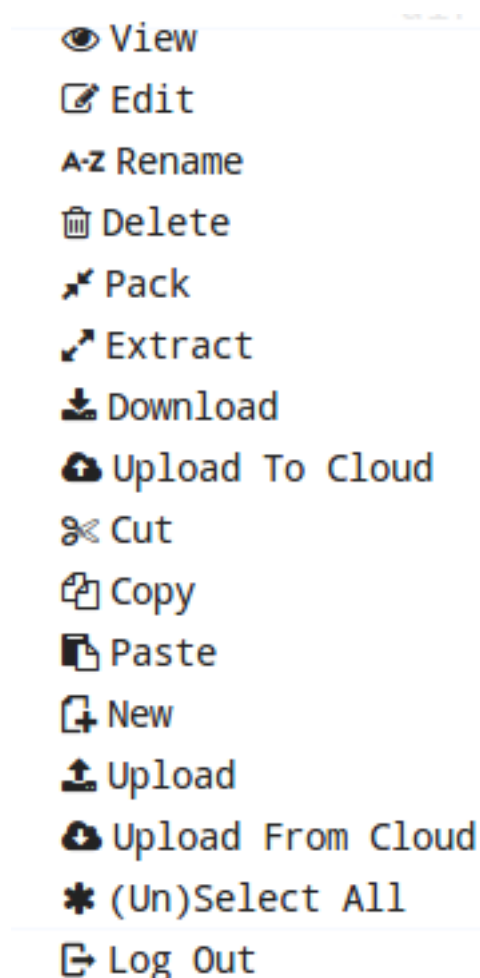 View
Edit
A-Z Rename
Delete
Pack
Extract
Download
Upload To Cloud
Cut
Copy
Paste
New
Upload
Upload From Cloud
(Un)Select All
Log Out